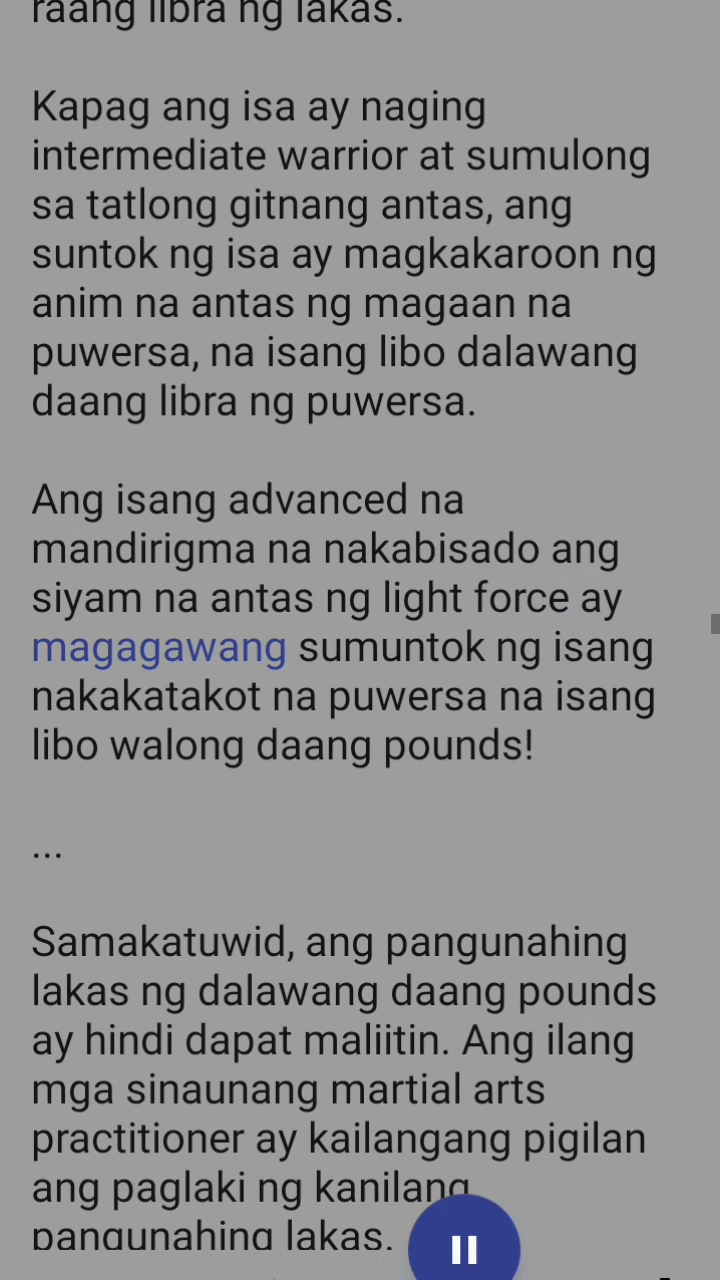 raang libra ng lakas.
Kapag ang isa ay naging
intermediate warrior at sumulong
sa tatlong gitnang antas, ang
suntok ng isa ay magkakaroon ng
anim na antas ng magaan na
puwersa, na isang libo dalawang
daang libra ng puwersa.
Ang isang advanced na
mandirigma na nakabisado ang
siyam na antas ng light force ay
magagawang sumuntok ng isang
nakakatakot na puwersa na isang
libo walong daang pounds!
...
Samakatuwid, ang pangunahing
lakas ng dalawang daang pounds
ay hindi dapat maliitin. Ang ilang
mga sinaunang martial arts
practitioner ay kailangang pigilan
ang paglaki ng kanilang
pangunahing lakas.